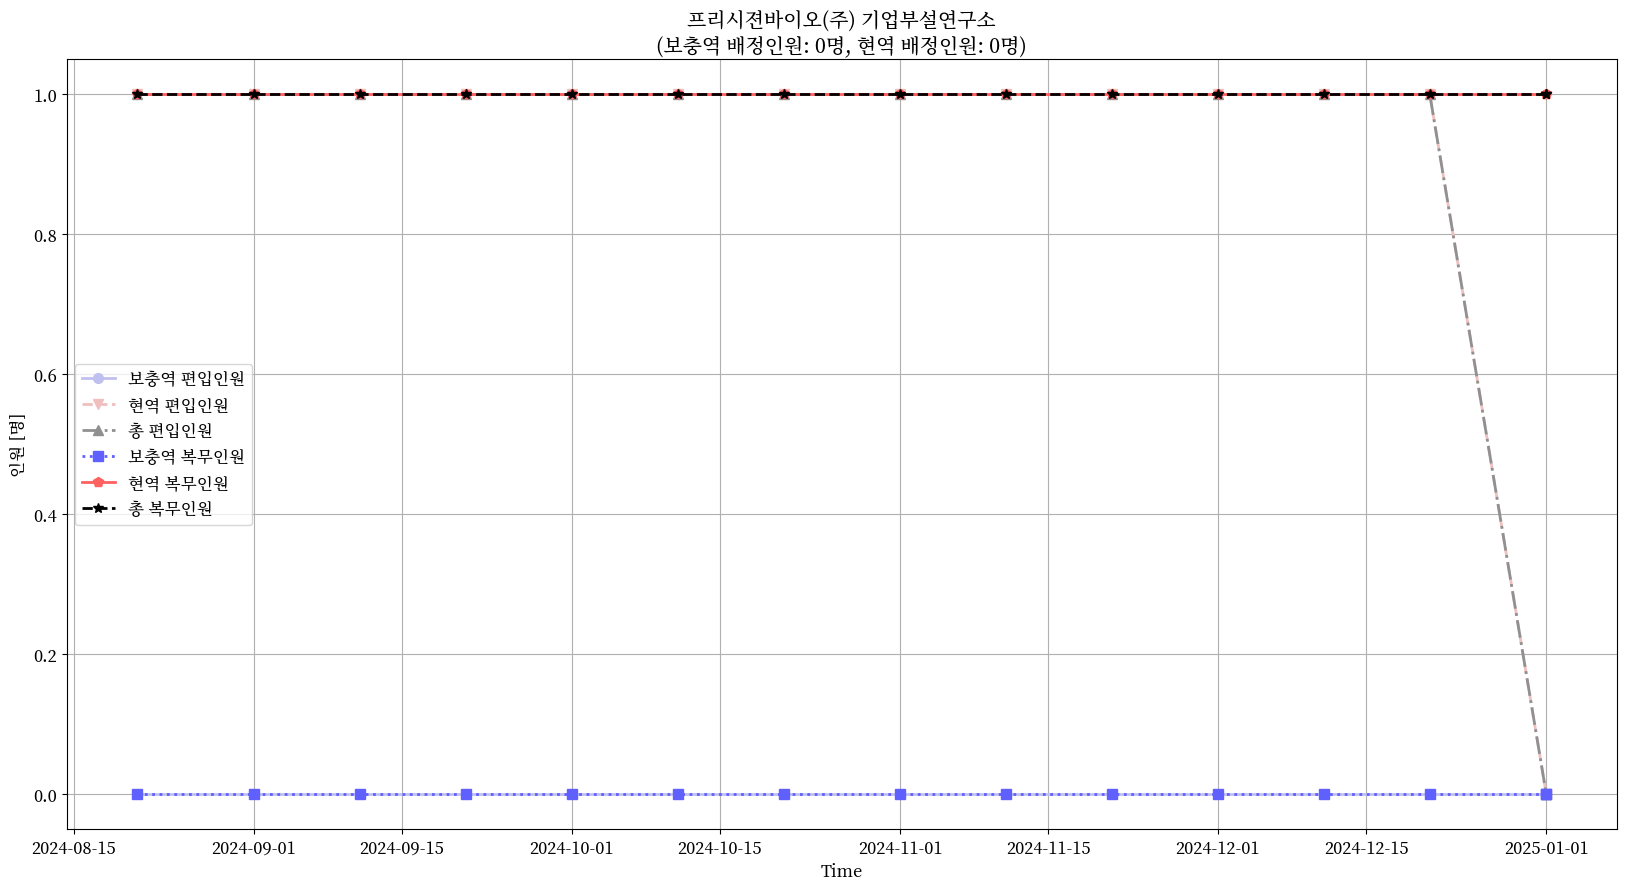 프리시젼바이오(주) 기업부설연구소
(보충역 배정인원: 0명, 현역 배정인원: 0명)
인원 [명]
1.0
0.8
0.6
0.4
0.2
0.0
보충역 편입인원
현역 편입인원
총 편입인원
보충역 복무인원
현역 복무인원
총 복무인원
2024-08-15 2024-09-01 2024-09-15 2024-10-01 2024-10-15 2024-11-01 2024-11-15 2024-12-01 2024-12-15 2025-01-01
Time